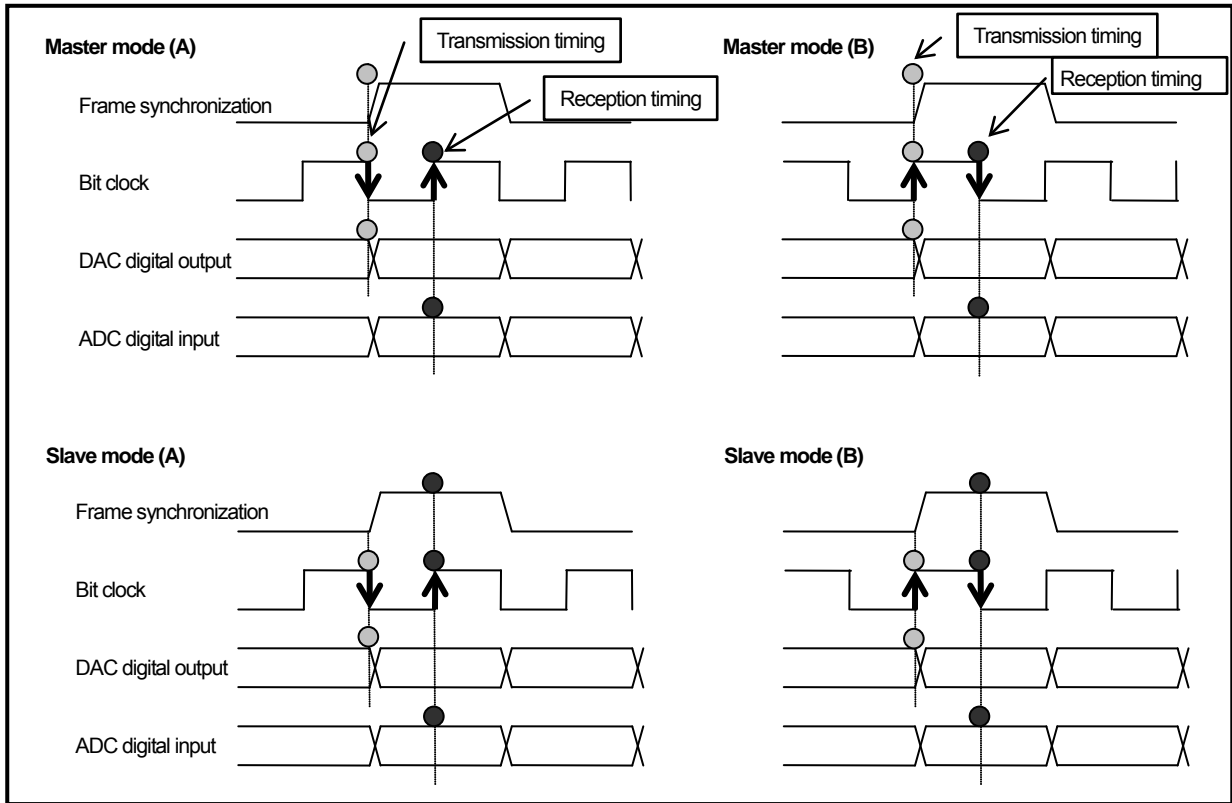 Master mode (A)
Transmission timing
Frame synchronization
Reception timing
Bit clock
DAC digital output
ADC digital input
Master mode (B)
Transmission timing
Reception timing
Slave mode (A)
Frame synchronization
Bit clock
DAC digital output
ADC digital input
Slave mode (B)